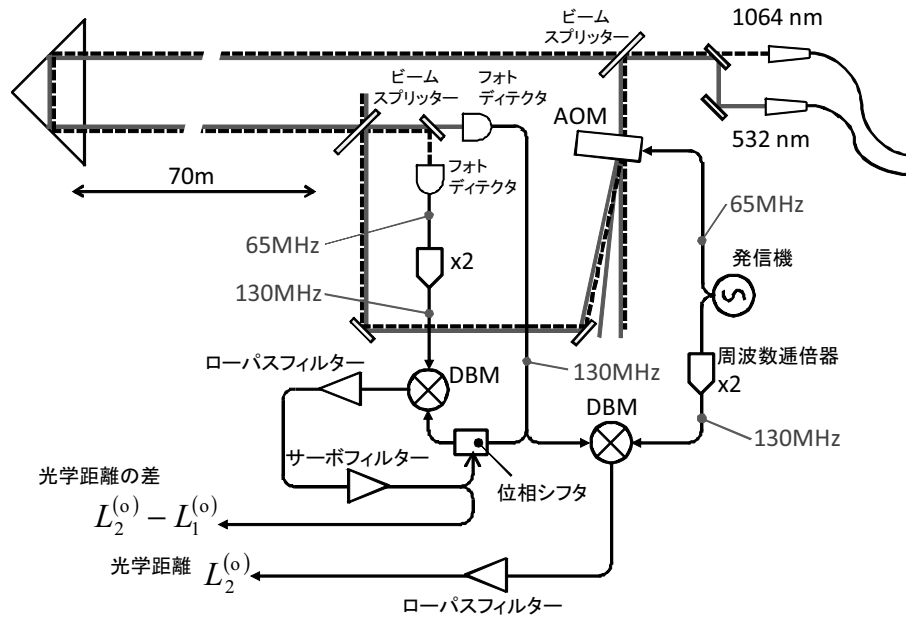 1064 nm
ビーム
スプリッター
ビーム
スプリッター
フォト
ディテクタ
AOM
532 nm
70m
フォト
ディテクタ
65MHz
65MHz
x2
発信機
130MHz
周波数逓倍器
x2
ローパスフィルター
DBM
130MHz
DBM
130MHz
サーボフィルター
位相シフタ
光学距離の差
L₂⁽ᵒ⁾ − L₁⁽ᵒ⁾
光学距離 L₂⁽ᵒ⁾
ローパスフィルター